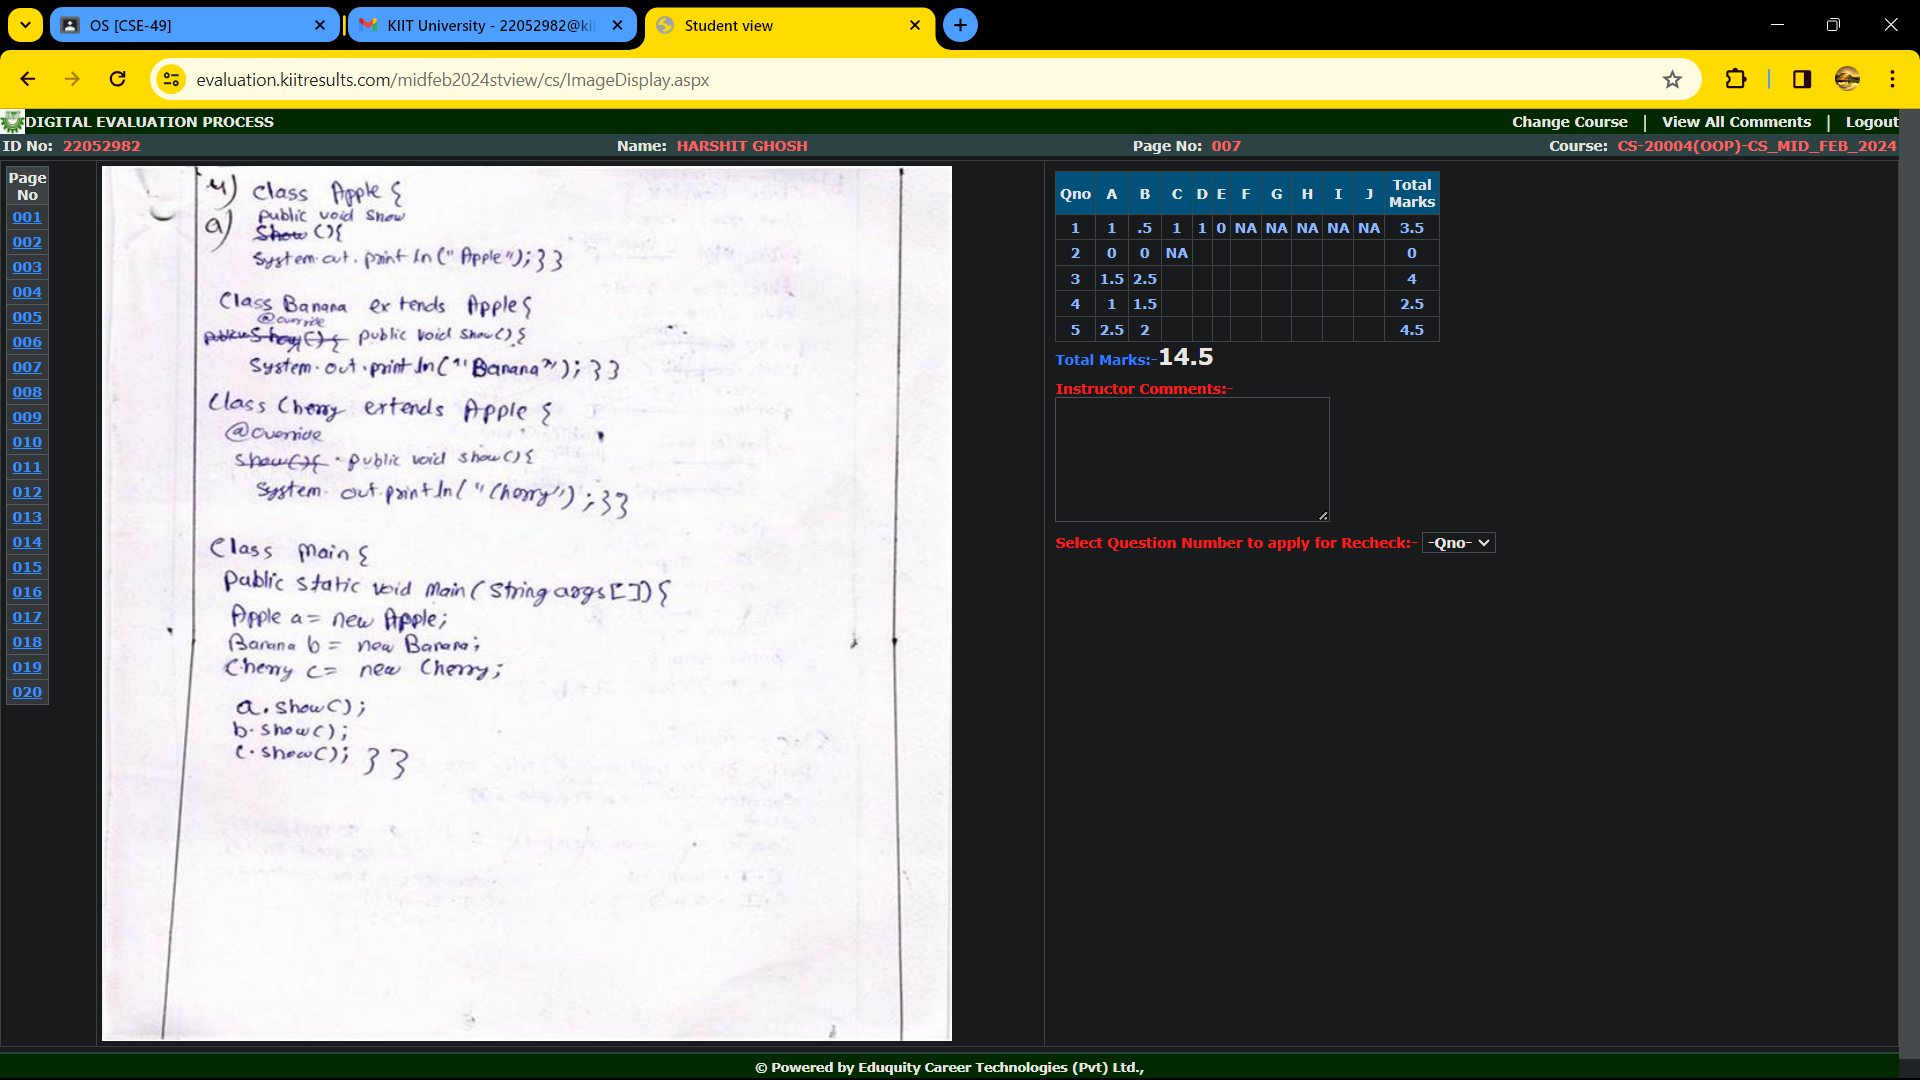 OS [CSE-49]
KIIT University - 22052982@kii
Student view
evaluation.kiitresults.com/midfeb2024stview/cs/ImageDisplay.aspx
DIGITAL EVALUATION PROCESS
Change Course | View All Comments | Logout
ID No: 22052982 Name: HARSHIT GHOSH Page No: 007 Course: CS-20004(OOP)-CS_MID_FEB_2024
Page No
001
002
003
004
005
006
007
008
009
010
011
012
013
014
015
016
017
018
019
020
4) class Apple {
a) public void show
Show () {
System.out.println("Apple");}}
Class Banana extends Apple {
@override
public void show() {
System.out.println("Banana");}}
Class Cherry extends Apple {
@override
show() { public void show() {
System.out.println("Cherry");}}
Class main {
Public static void main (String args []) {
Apple a = new Apple;
Banana b = new Banana;
Cherry c = new Cherry;
a.show();
b.show();
c.show(); } }
Qno A B C D E F G H I J Total Marks
1 1 .5 1 1 0 NA NA NA NA NA 3.5
2 0 0 NA 0
3 1.5 2.5 4
4 1 1.5 2.5
5 2.5 2 4.5
Total Marks:-14.5
Instructor Comments:-
Select Question Number to apply for Recheck:- -Qno-
© Powered by Eduquity Career Technologies (Pvt) Ltd.,